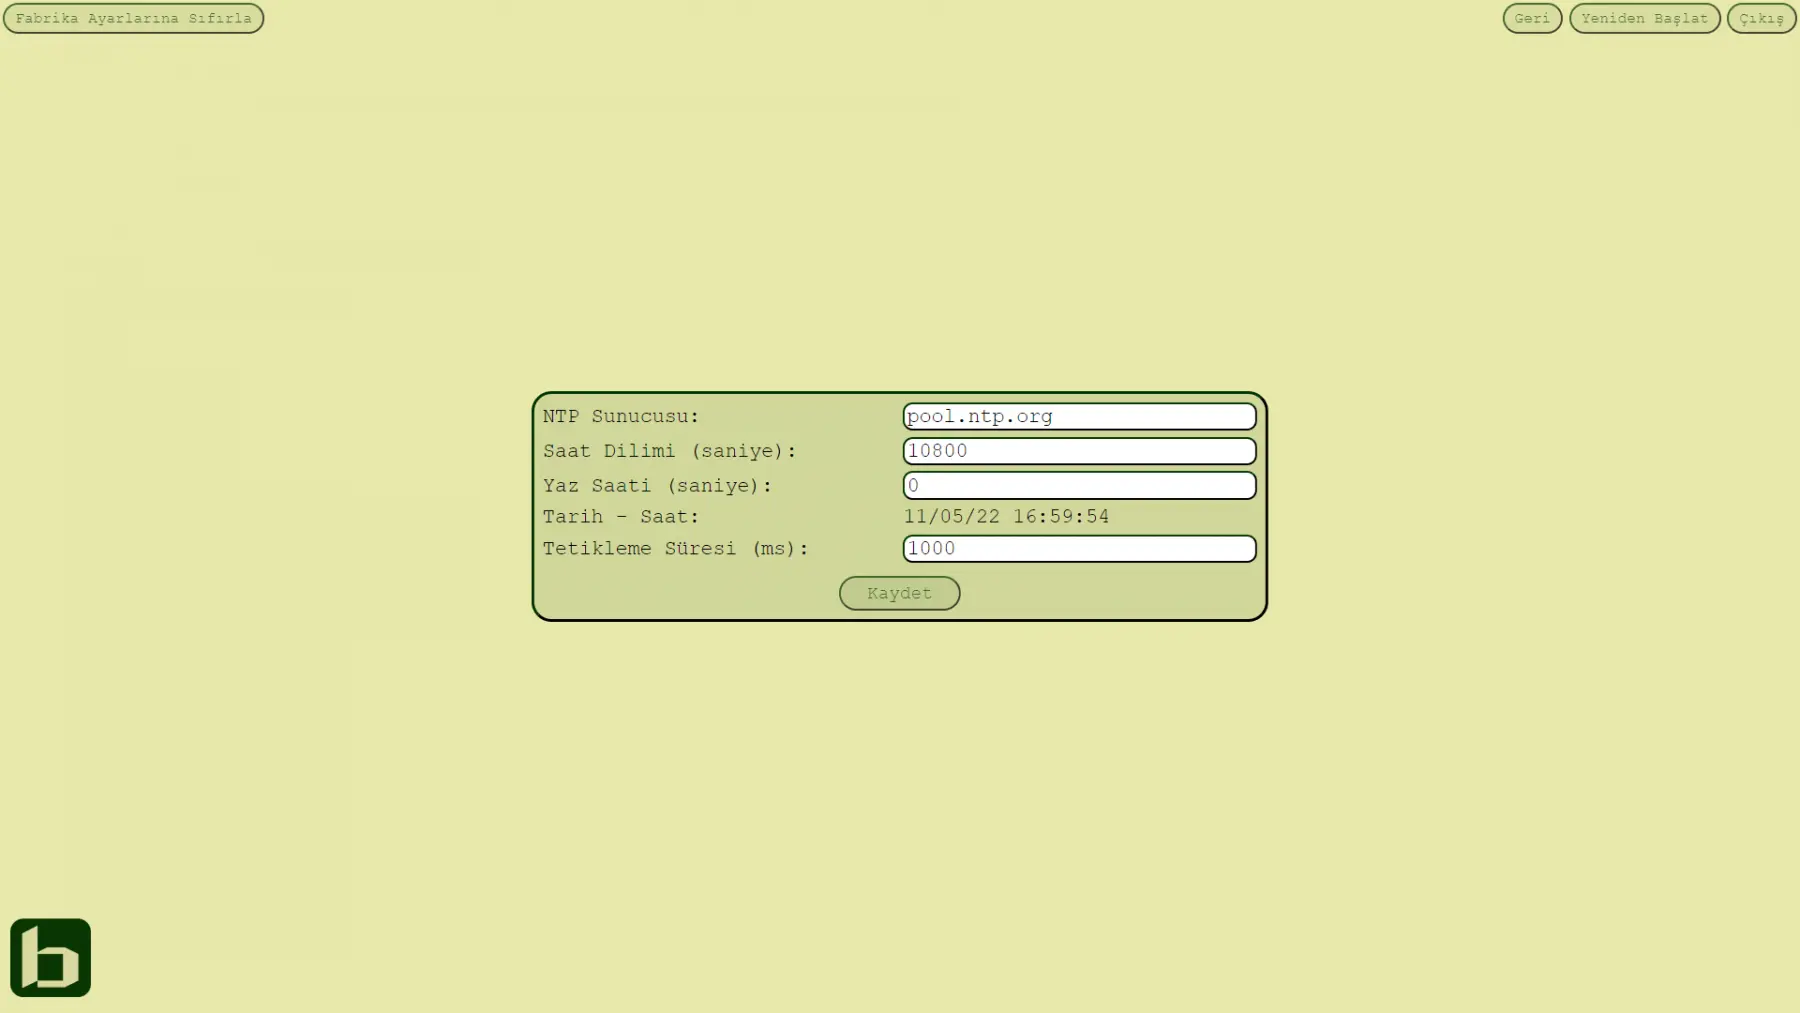 Fabrika Ayarlarına Sıfırla
Geri
Yeniden Başlat
Çıkış
NTP Sunucusu: pool.ntp.org
Saat Dilimi (saniye): 10800
Yaz Saati (saniye): 0
Tarih - Saat: 11/05/22 16:59:54
Tetikleme Süresi (ms): 1000
Kaydet
b